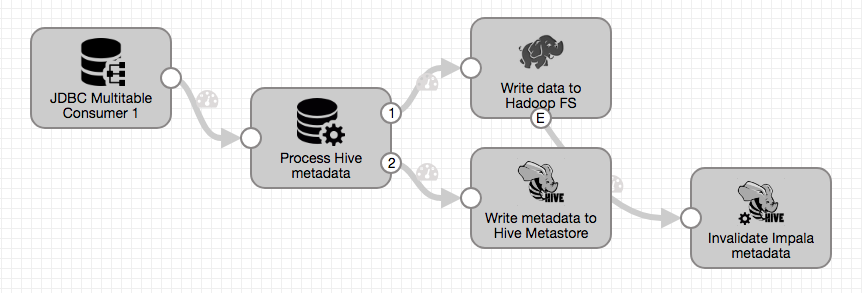 JDBC Multitable
Consumer 1
Process Hive
metadata
1
2
Write data to
Hadoop FS
E
HIVE
Write metadata to
Hive Metastore
HIVE
Invalidate Impala
metadata